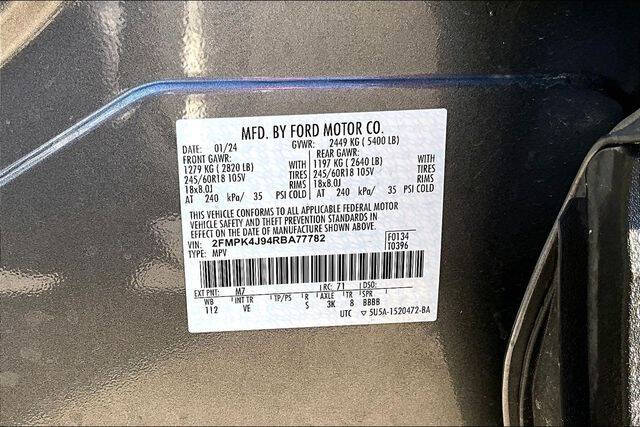 MFD. BY FORD MOTOR CO.
DATE: 01/24 GVWR: 2449 KG ( 5400 LB)
FRONT GAWR: REAR GAWR:
1279 KG ( 2820 LB) WITH 1197 KG ( 2640 LB) WITH
245/60R18 105V TIRES 245/60R18 105V TIRES
18x8.0J RIMS 18x8.0J RIMS
AT 240 kPa/ 35 PSI COLD AT 240 kPa/ 35 PSI COLD
THIS VEHICLE CONFORMS TO ALL APPLICABLE FEDERAL MOTOR
VEHICLE SAFETY AND THEFT PREVENTION STANDARDS IN
EFFECT ON THE DATE OF MANUFACTURE SHOWN ABOVE.
VIN: 2FMPK4J94RBA77782 F0134
TYPE: MPV T0396
EXT PNT: M7 RC: 71 DSO:
WB INT TR TP/PS R AXLE TR SPR
112 VE S 3K 8 BBBB
UTC 5U5A-1520472-BA